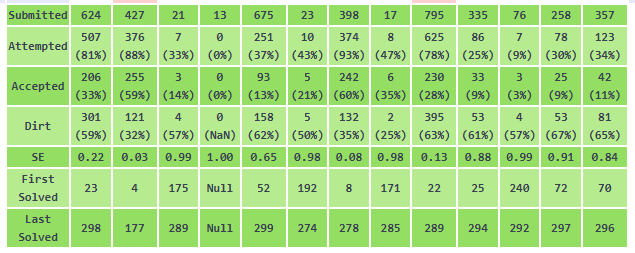 Submitted 624 427 21 13 675 23 398 17 795 335 76 258 357
507 376 7 0 251 10 374 8 625 86 7 78 123
Attempted
(81%) (88%) (33%) (0%) (37%) (43%) (93%) (47%) (78%) (25%) (9%) (30%) (34%)
206 255 3 0 93 5 242 6 230 33 3 25 42
Accepted
(33%) (59%) (14%) (0%) (13%) (21%) (60%) (35%) (28%) (9%) (3%) (9%) (11%)
301 121 4 0 158 5 132 2 395 53 4 53 81
Dirt
(59%) (32%) (57%) (NaN) (62%) (50%) (35%) (25%) (63%) (61%) (57%) (67%) (65%)
SE 0.22 0.03 0.99 1.00 0.65 0.98 0.08 0.98 0.13 0.88 0.99 0.91 0.84
First
Solved
23 4 175 Null 52 192 8 171 22 25 240 72 70
Last
Solved
298 177 289 Null 299 274 278 285 289 294 292 297 296